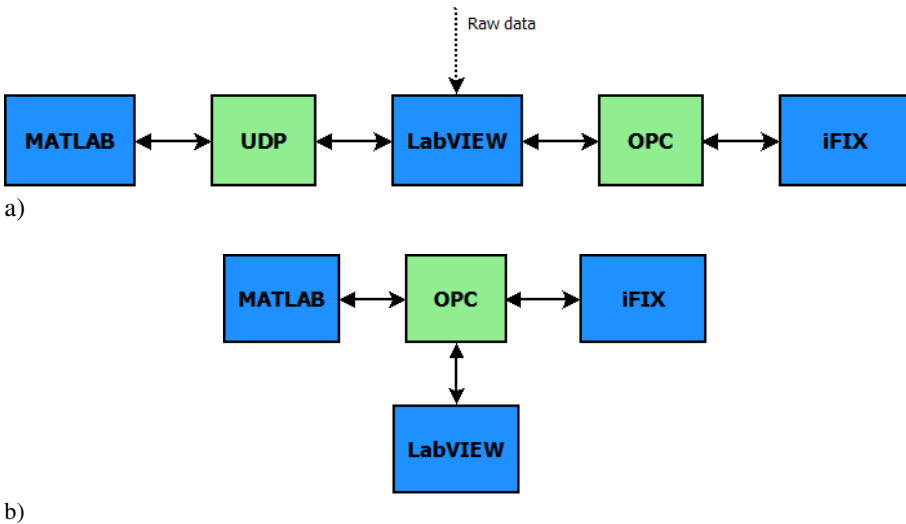 Raw data
MATLAB UDP LabVIEW OPC iFIX
a)
MATLAB OPC iFIX
LabVIEW
b)